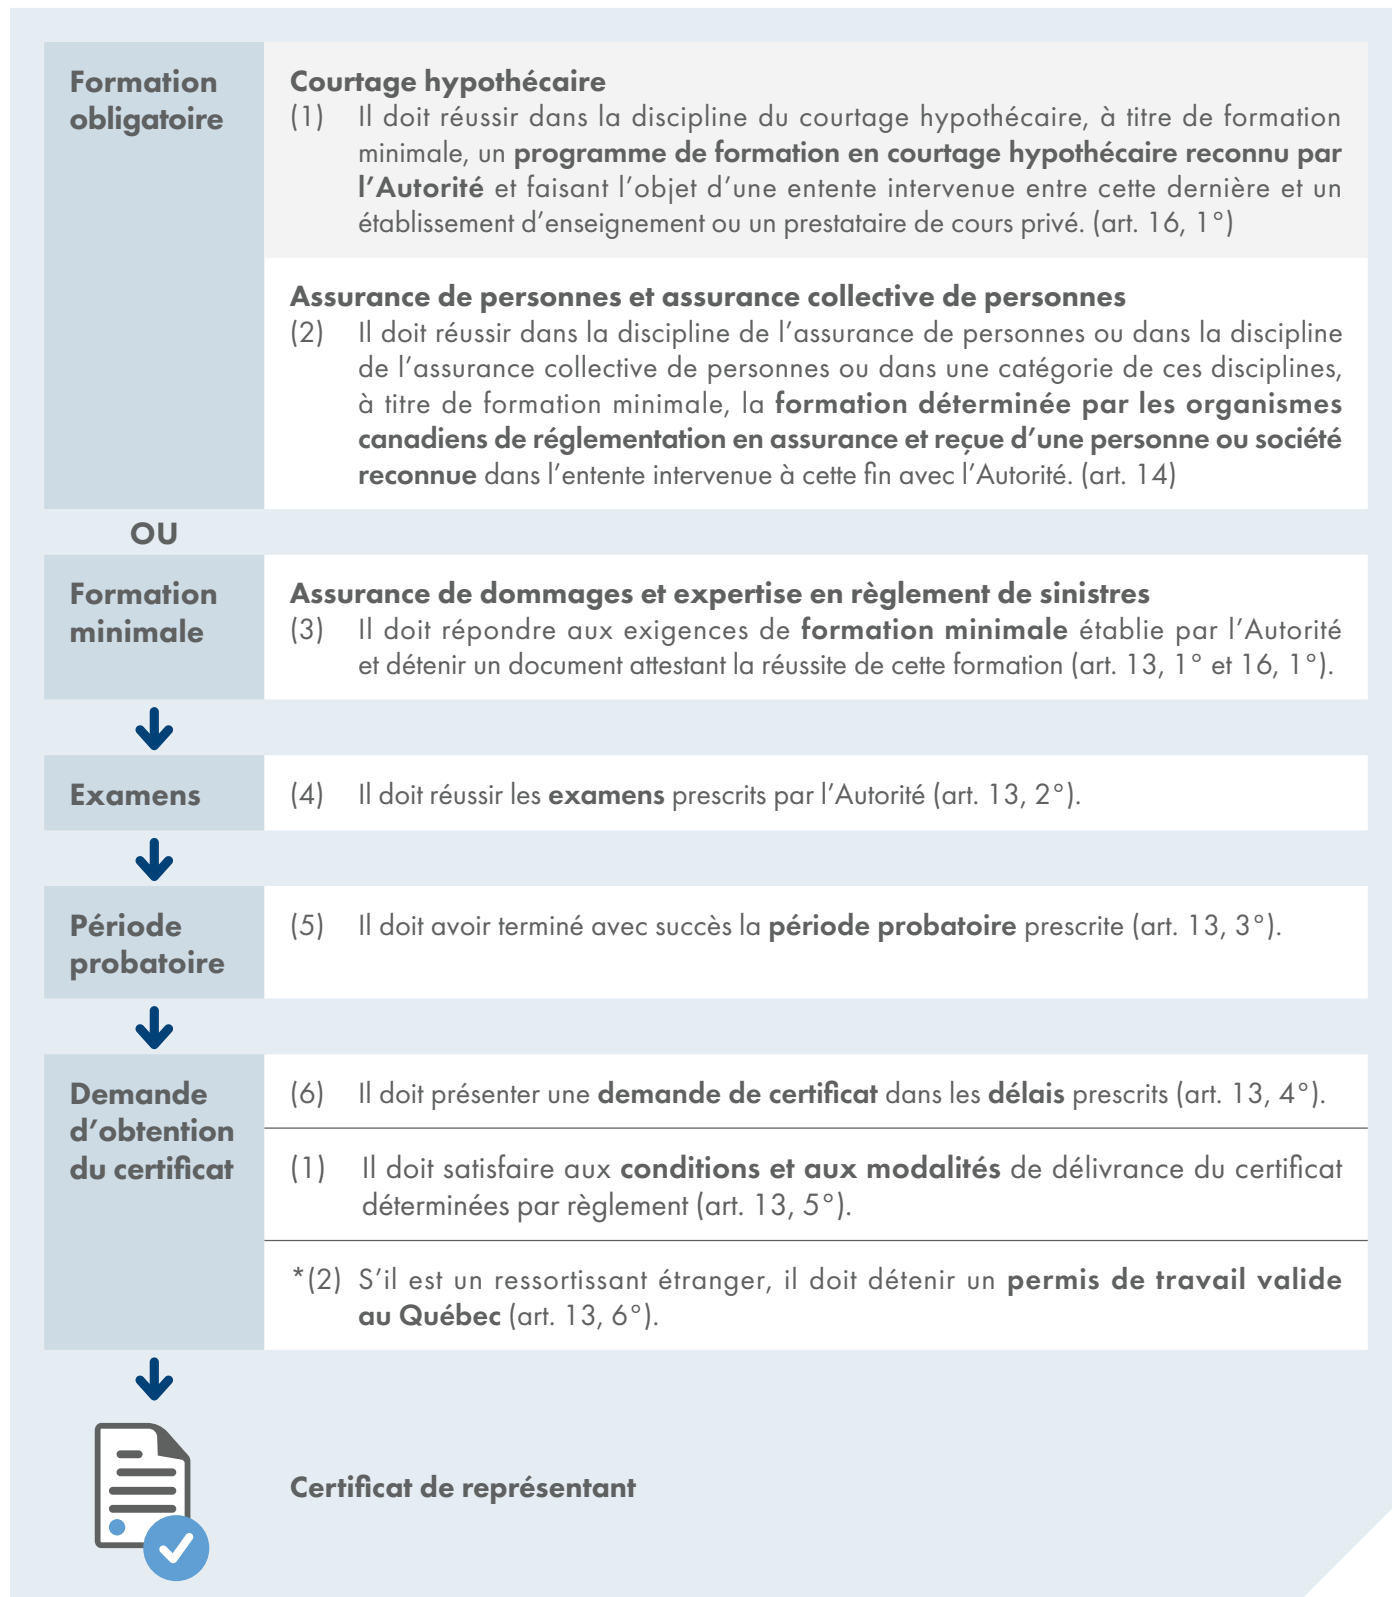 Formation
obligatoire
Courtage hypothécaire
(1) Il doit réussir dans la discipline du courtage hypothécaire, à titre de formation
minimale, un programme de formation en courtage hypothécaire reconnu par
l’Autorité et faisant l’objet d’une entente intervenue entre cette dernière et un
établissement d’enseignement ou un prestataire de cours privé. (art. 16, 1°)
Assurance de personnes et assurance collective de personnes
(2) Il doit réussir dans la discipline de l’assurance de personnes ou dans la discipline
de l’assurance collective de personnes ou dans une catégorie de ces disciplines,
à titre de formation minimale, la formation déterminée par les organismes
canadiens de réglementation en assurance et reçue d’une personne ou société
reconnue dans l’entente intervenue à cette fin avec l’Autorité. (art. 14)
OU
Formation
minimale
Assurance de dommages et expertise en règlement de sinistres
(3) Il doit répondre aux exigences de formation minimale établie par l’Autorité
et détenir un document attestant la réussite de cette formation (art. 13, 1° et 16, 1°).
Examens
(4) Il doit réussir les examens prescrits par l’Autorité (art. 13, 2°).
Période
probatoire
(5) Il doit avoir terminé avec succès la période probatoire prescrite (art. 13, 3°).
Demande
d’obtention
du certificat
(6) Il doit présenter une demande de certificat dans les délais prescrits (art. 13, 4°).
(1) Il doit satisfaire aux conditions et aux modalités de délivrance du certificat
déterminées par règlement (art. 13, 5°).
*(2) S’il est un ressortissant étranger, il doit détenir un permis de travail valide
au Québec (art. 13, 6°).
Certificat de représentant